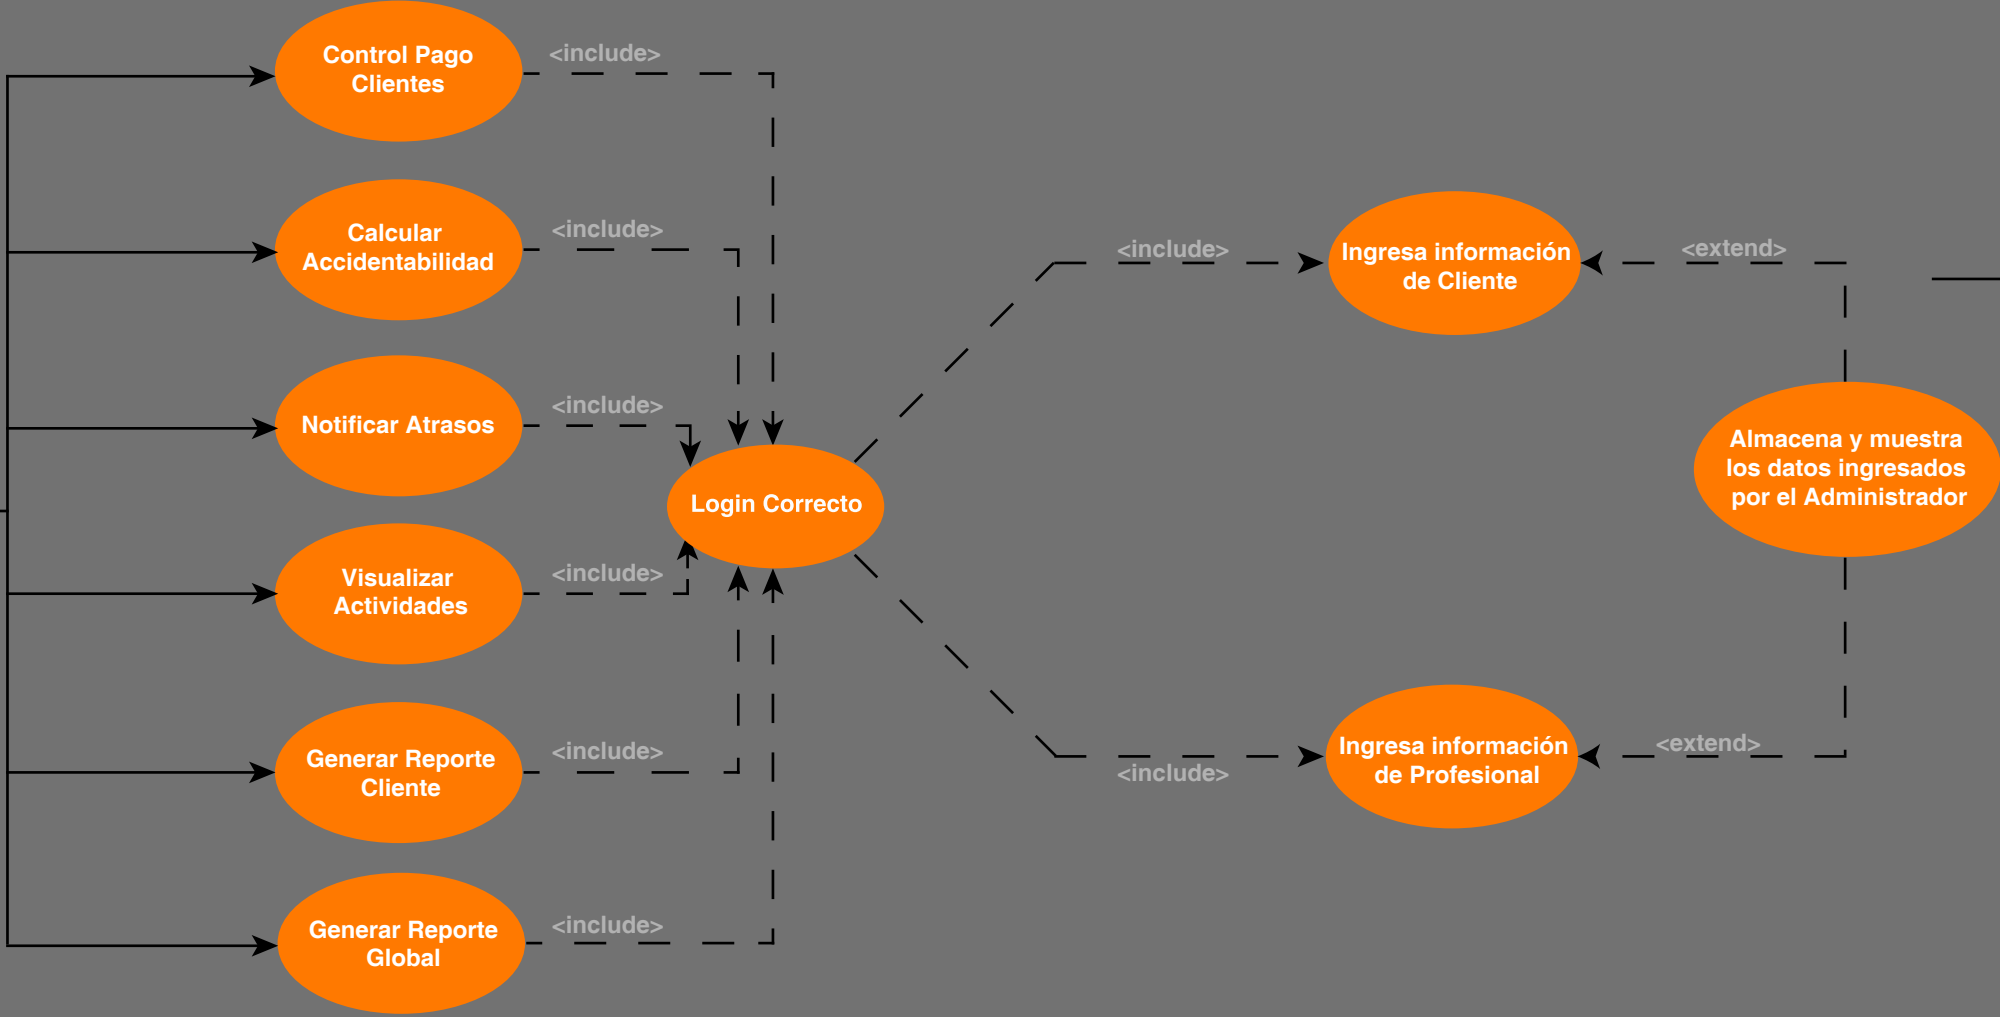 Control Pago
Clientes
<include>
Calcular
Accidentabilidad
<include>
Notificar Atrasos
<include>
Visualizar
Actividades
<include>
Generar Reporte
Cliente
<include>
Generar Reporte
Global
<include>
Login Correcto
<include>
<include>
Ingresa información
de Cliente
Ingresa información
de Profesional
<extend>
<extend>
Almacena y muestra
los datos ingresados
por el Administrador